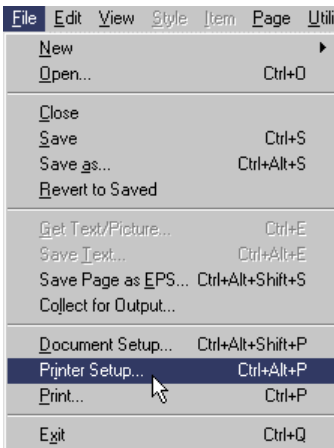 File Edit View Style Item Page Utili
New
Open... Ctrl+O
Close
Save Ctrl+S
Save as... Ctrl+Alt+S
Revert to Saved
Get Text/Picture... Ctrl+E
Save Text... Ctrl+Alt+E
Save Page as EPS... Ctrl+Alt+Shift+S
Collect for Output...
Document Setup... Ctrl+Alt+Shift+P
Printer Setup... Ctrl+Alt+P
Print... Ctrl+P
Exit Ctrl+Q